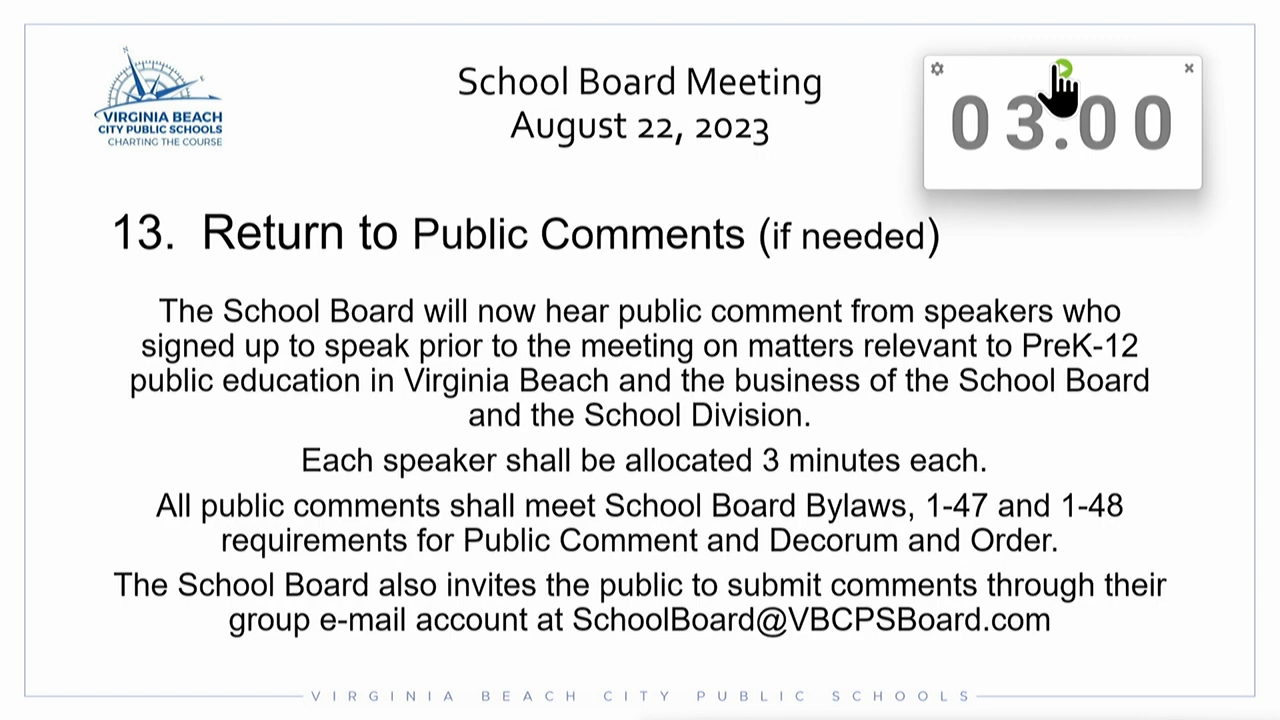 VIRGINIA BEACH
CITY PUBLIC SCHOOLS
CHARTING THE COURSE
School Board Meeting
August 22, 2023
03:00
13. Return to Public Comments (if needed)
The School Board will now hear public comment from speakers who
signed up to speak prior to the meeting on matters relevant to PreK-12
public education in Virginia Beach and the business of the School Board
and the School Division.
Each speaker shall be allocated 3 minutes each.
All public comments shall meet School Board Bylaws, 1-47 and 1-48
requirements for Public Comment and Decorum and Order.
The School Board also invites the public to submit comments through their
group e-mail account at SchoolBoard@VBCPSBoard.com
VIRGINIA BEACH CITY PUBLIC SCHOOLS